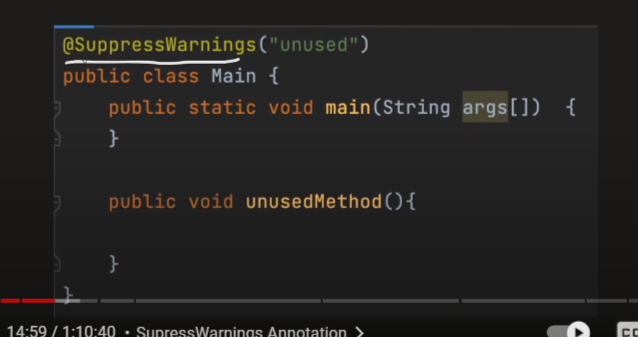 @SuppressWarnings("unused")
public class Main {
public static void main(String args[]) {
}
public void unusedMethod(){
}
}
14:59 / 1:10:40 • SupressWarnings Annotation >
CC